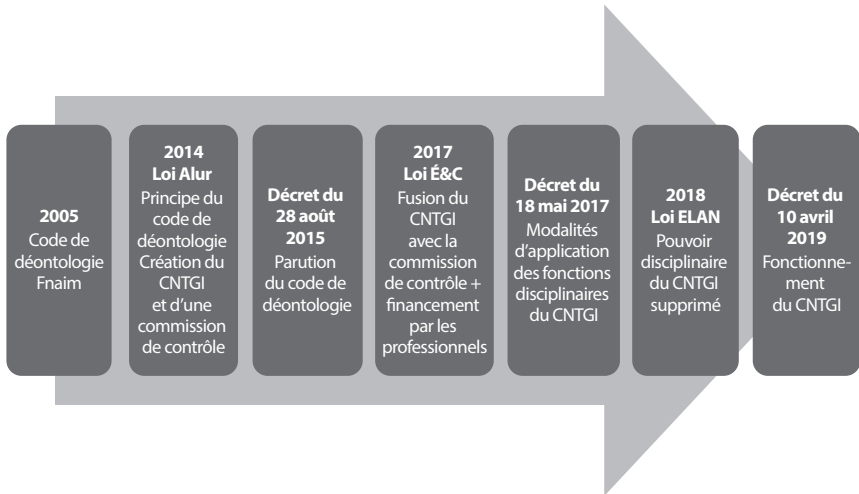 2005
Code de
déontologie
Fnaim
2014
Loi Alur
Principe du
code de
déontologie
Création du
CNTGI
et d'une
commission
de contrôle
Décret du
28 août
2015
Parution
du code de
déontologie
2017
Loi É&C
Fusion du
CNTGI
avec la
commission
de contrôle +
financement
par les
professionnels
Décret du
18 mai 2017
Modalités
d'application
des fonctions
disciplinaires
du CNTGI
2018
Loi ELAN
Pouvoir
disciplinaire
du CNTGI
supprimé
Décret du
10 avril
2019
Fonctionne-
ment
du CNTGI